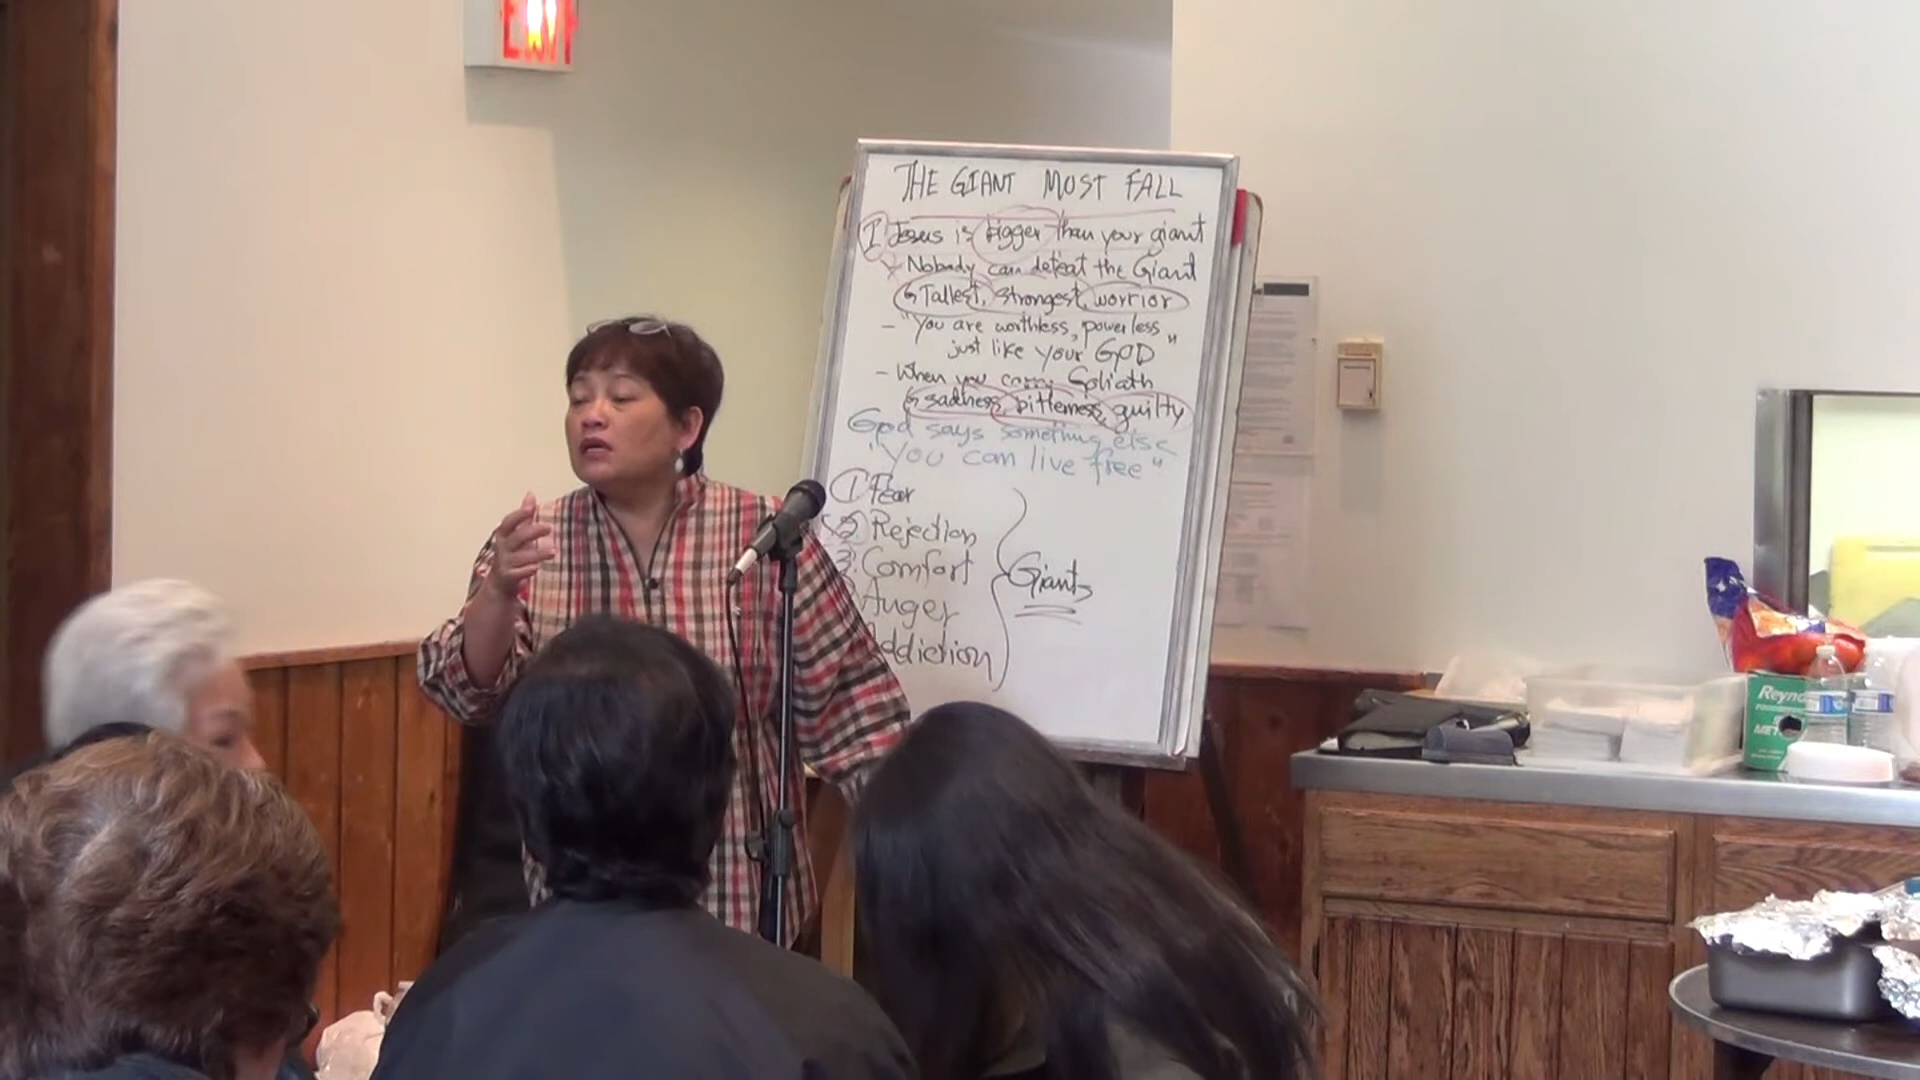 EXIT
THE GIANT MOST FALL
I Jesus is bigger than your giant
Nobody can defeat the Giant
Tallest, strongest, worrior
- "You are worthless, powerless
just like your GOD"
- When you carry Goliath
sadness, bitterness, guilty
God says something else
"You can live free"
1 Fear
2. Rejection
3. Comfort
Anger
Addiction
Giants
Reyno